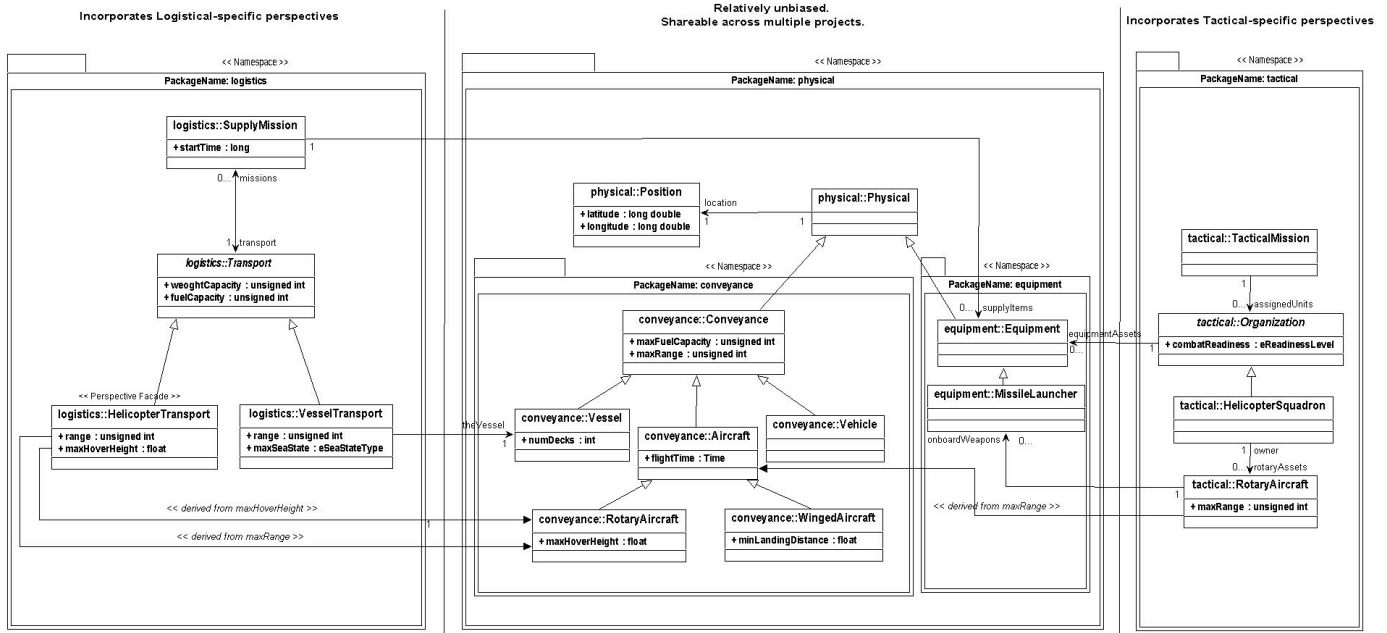 Incorporates Logistical-specific perspectives
Relatively unbiased.
Shareable across multiple projects.
Incorporates Tactical-specific perspectives
<< Namespace >>
PackageName: logistics
logistics::SupplyMission
+ startTime : long
1
0... missions
1 transport
logistics::Transport
+ weoghtCapacity : unsigned int
+ fuelCapacity : unsigned int
<< Perspective Facade >>
logistics::HelicopterTransport
+ range : unsigned int
+ maxHoverHeight : float
logistics::VesselTransport
+ range : unsigned int
+ maxSeaState : eSeaStateType
<< derived from maxHoverHeight >>
1
<< derived from maxRange >>
<< Namespace >>
PackageName: physical
physical::Position
+ latitude : long double
+ longitude : long double
location
1
1
physical::Physical
<< Namespace >>
PackageName: conveyance
conveyance::Conveyance
+ maxFuelCapacity : unsigned int
+ maxRange : unsigned int
theVessel
1
conveyance::Vessel
+ numDecks : int
conveyance::Aircraft
+ flightTime : Time
conveyance::Vehicle
conveyance::RotaryAircraft
+ maxHoverHeight : float
conveyance::WingedAircraft
+ minLandingDistance : float
<< Namespace >>
PackageName: equipment
0... supplyItems
equipment::Equipment
equipmentAssets
0...
1
equipment::MissileLauncher
onboardWeapons
0...
<< derived from maxRange >>
<< Namespace >>
PackageName: tactical
tactical::TacticalMission
1
0... assignedUnits
tactical::Organization
+ combatReadiness : eReadinessLevel
tactical::HelicopterSquadron
1 owner
0... rotaryAssets
tactical::RotaryAircraft
+ maxRange : unsigned int
1